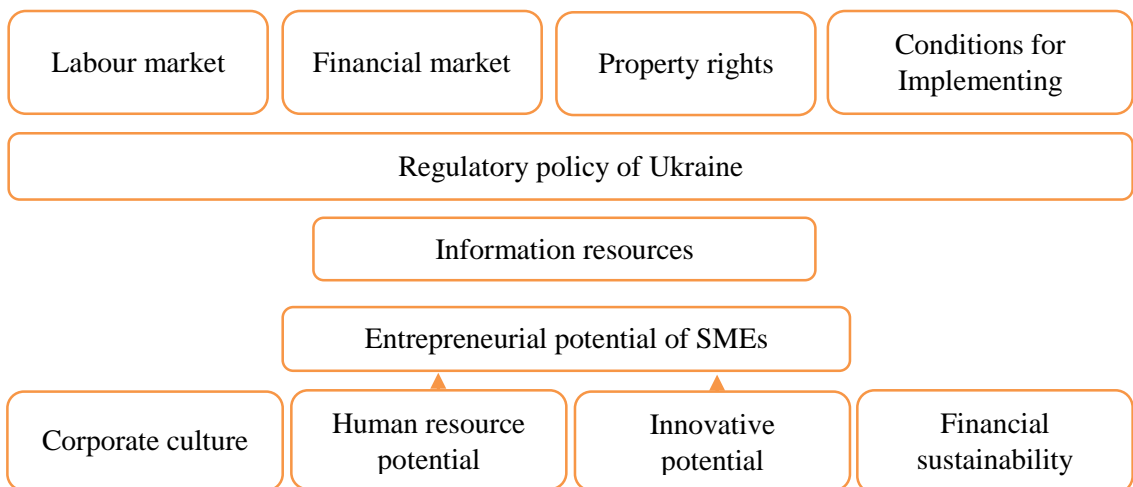 Labour market
Financial market
Property rights
Conditions for
Implementing
Regulatory policy of Ukraine
Information resources
Entrepreneurial potential of SMEs
Corporate culture
Human resource
potential
Innovative
potential
Financial
sustainability